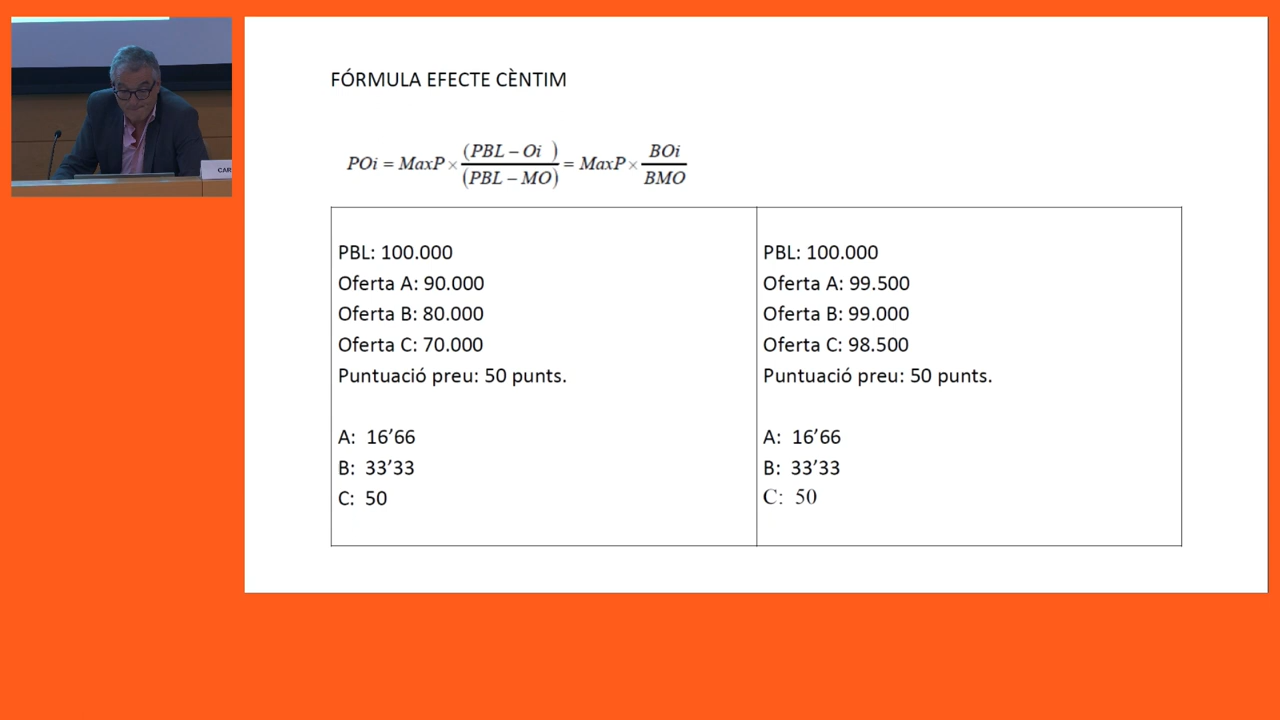 CAR
FÓRMULA EFECTE CÈNTIM
POi = MaxP × (PBL – Oi ) / (PBL – MO) = MaxP × BOi / BMO
PBL: 100.000
Oferta A: 90.000
Oferta B: 80.000
Oferta C: 70.000
Puntuació preu: 50 punts.
A: 16’66
B: 33’33
C: 50
PBL: 100.000
Oferta A: 99.500
Oferta B: 99.000
Oferta C: 98.500
Puntuació preu: 50 punts.
A: 16’66
B: 33’33
C: 50